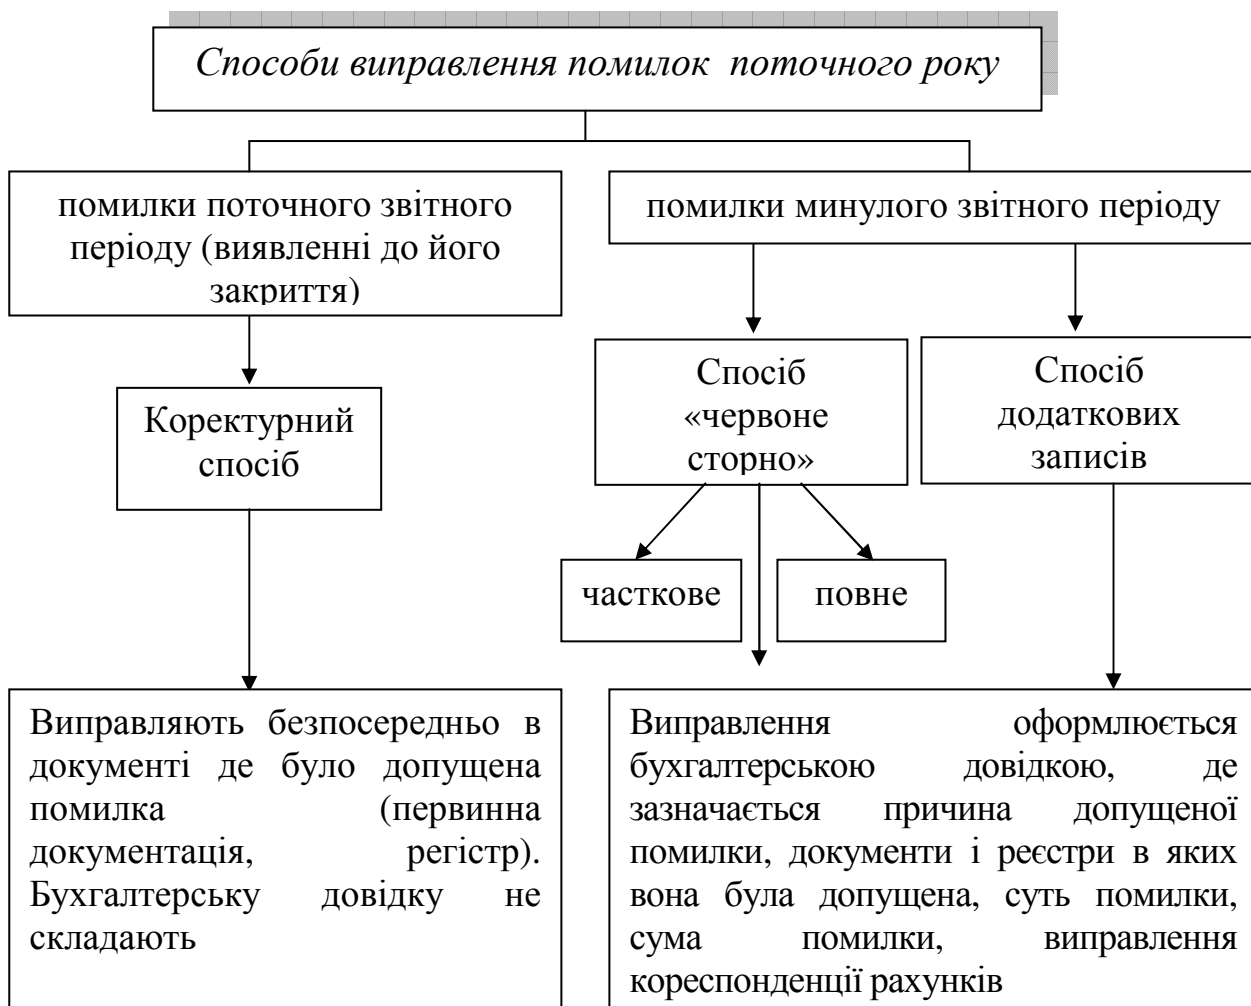 Способи виправлення помилок поточного року
помилки поточного звітного
періоду (виявленні до його
закриття)
помилки минулого звітного періоду
Коректурний
спосіб
Спосіб
«червоне
сторно»
Спосіб
додаткових
записів
часткове
повне
Виправляють безпосередньо в
документі де було допущена
помилка (первинна
документація, регістр).
Бухгалтерську довідку не
складають
Виправлення оформлюється
бухгалтерською довідкою, де
зазначається причина допущеної
помилки, документи і реєстри в яких
вона була допущена, суть помилки,
сума помилки, виправлення
кореспонденції рахунків